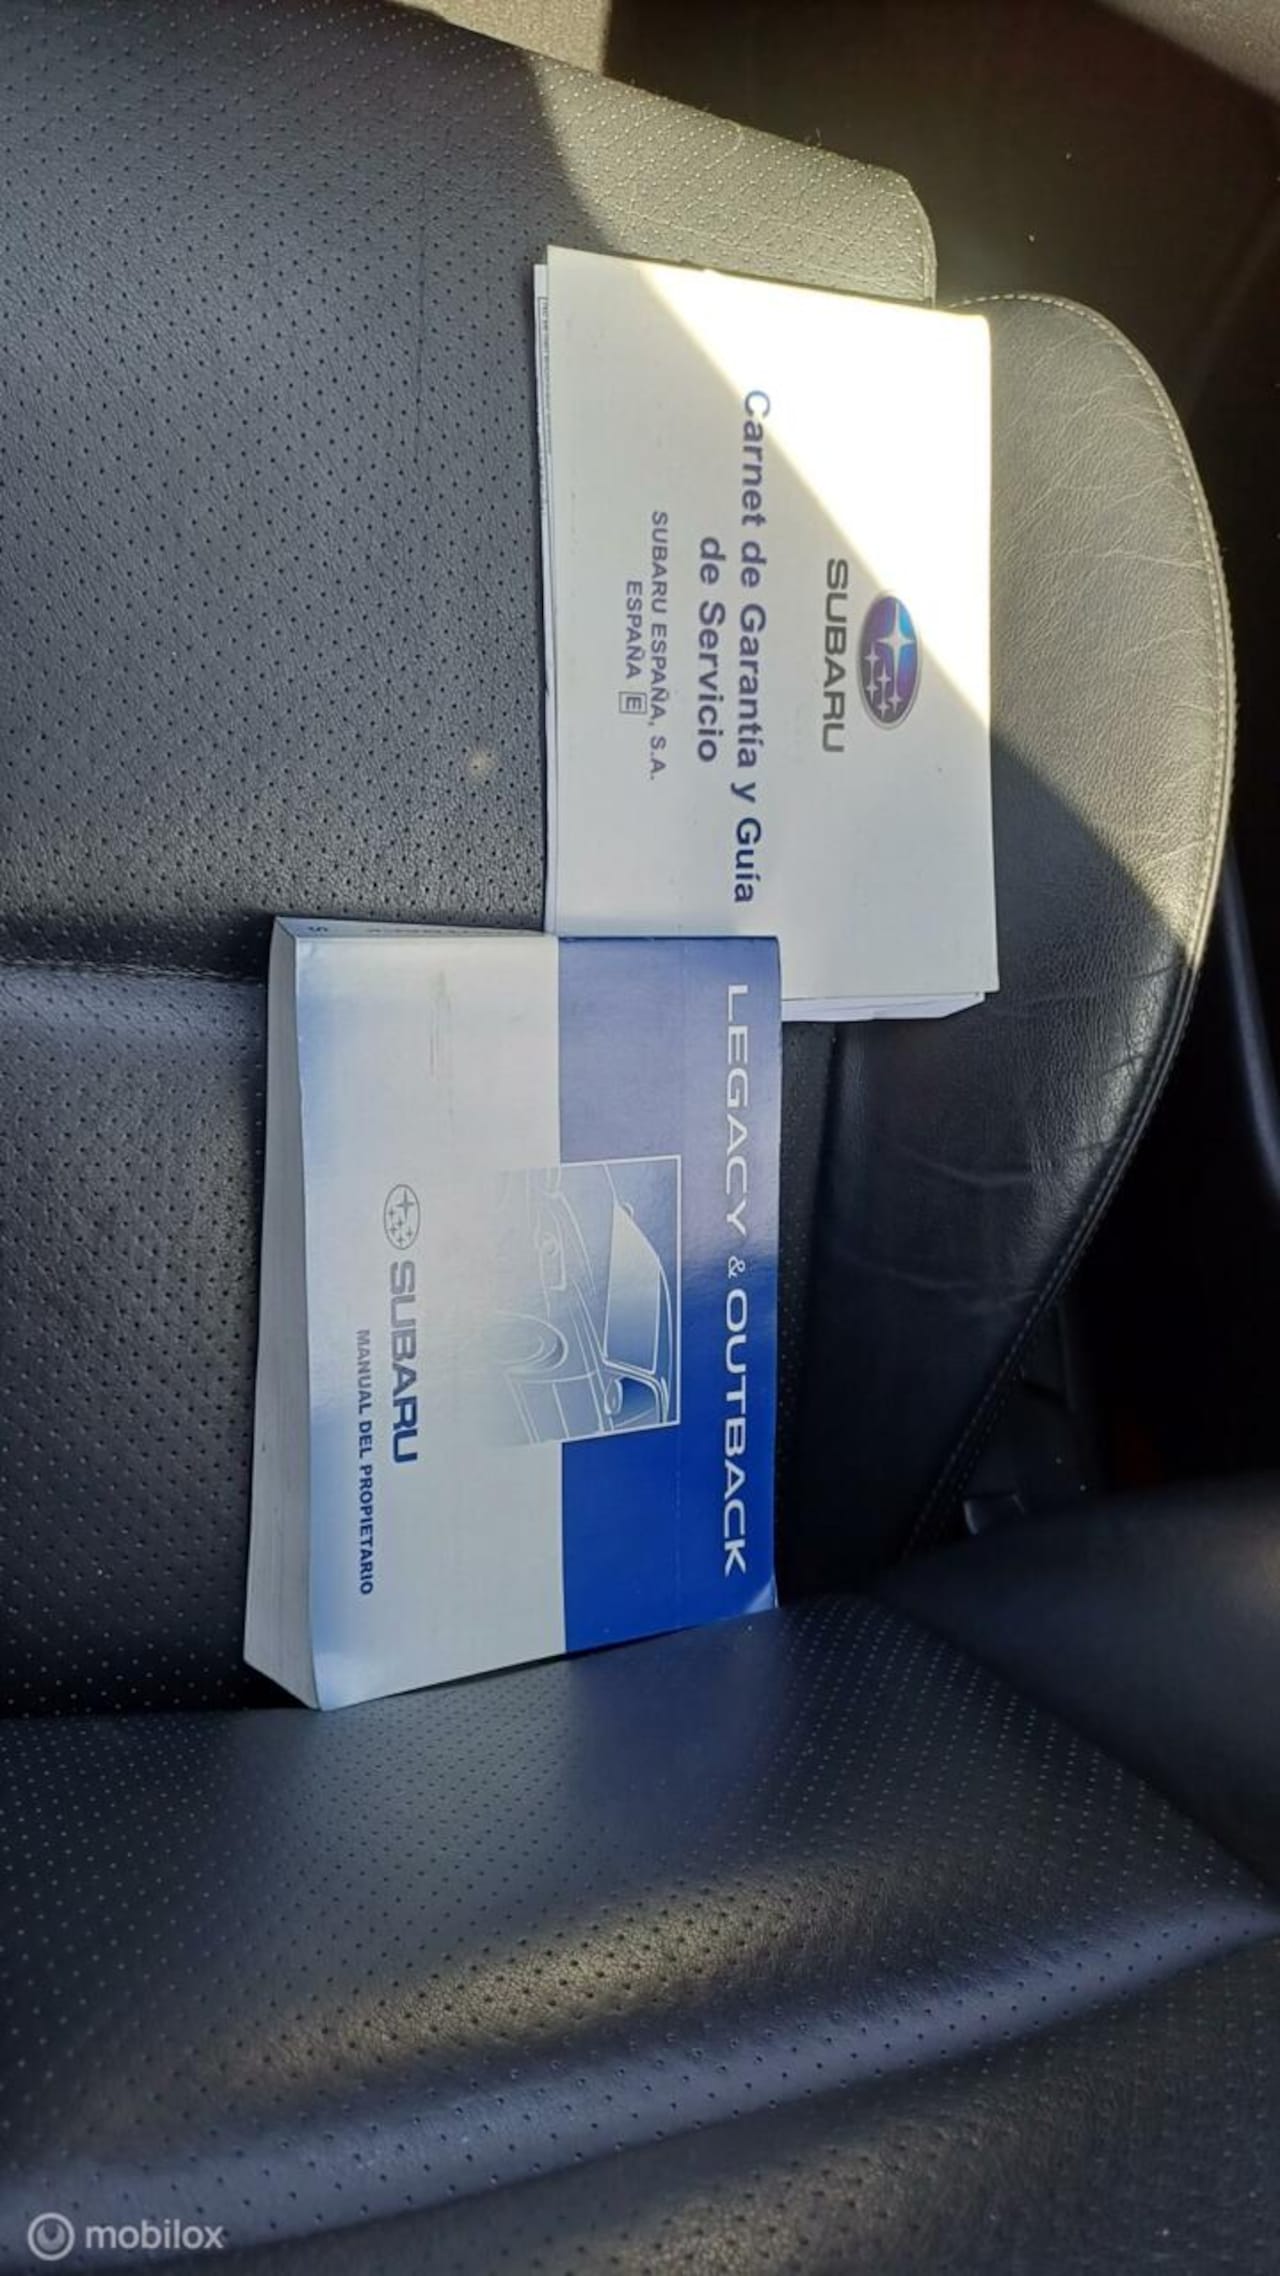 SUBARU
Carnet de Garantía y Guía
de Servicio
SUBARU ESPAÑA, S.A.
ESPAÑA E
LEGACY & OUTBACK
SUBARU
MANUAL DEL PROPIETARIO
mobilox